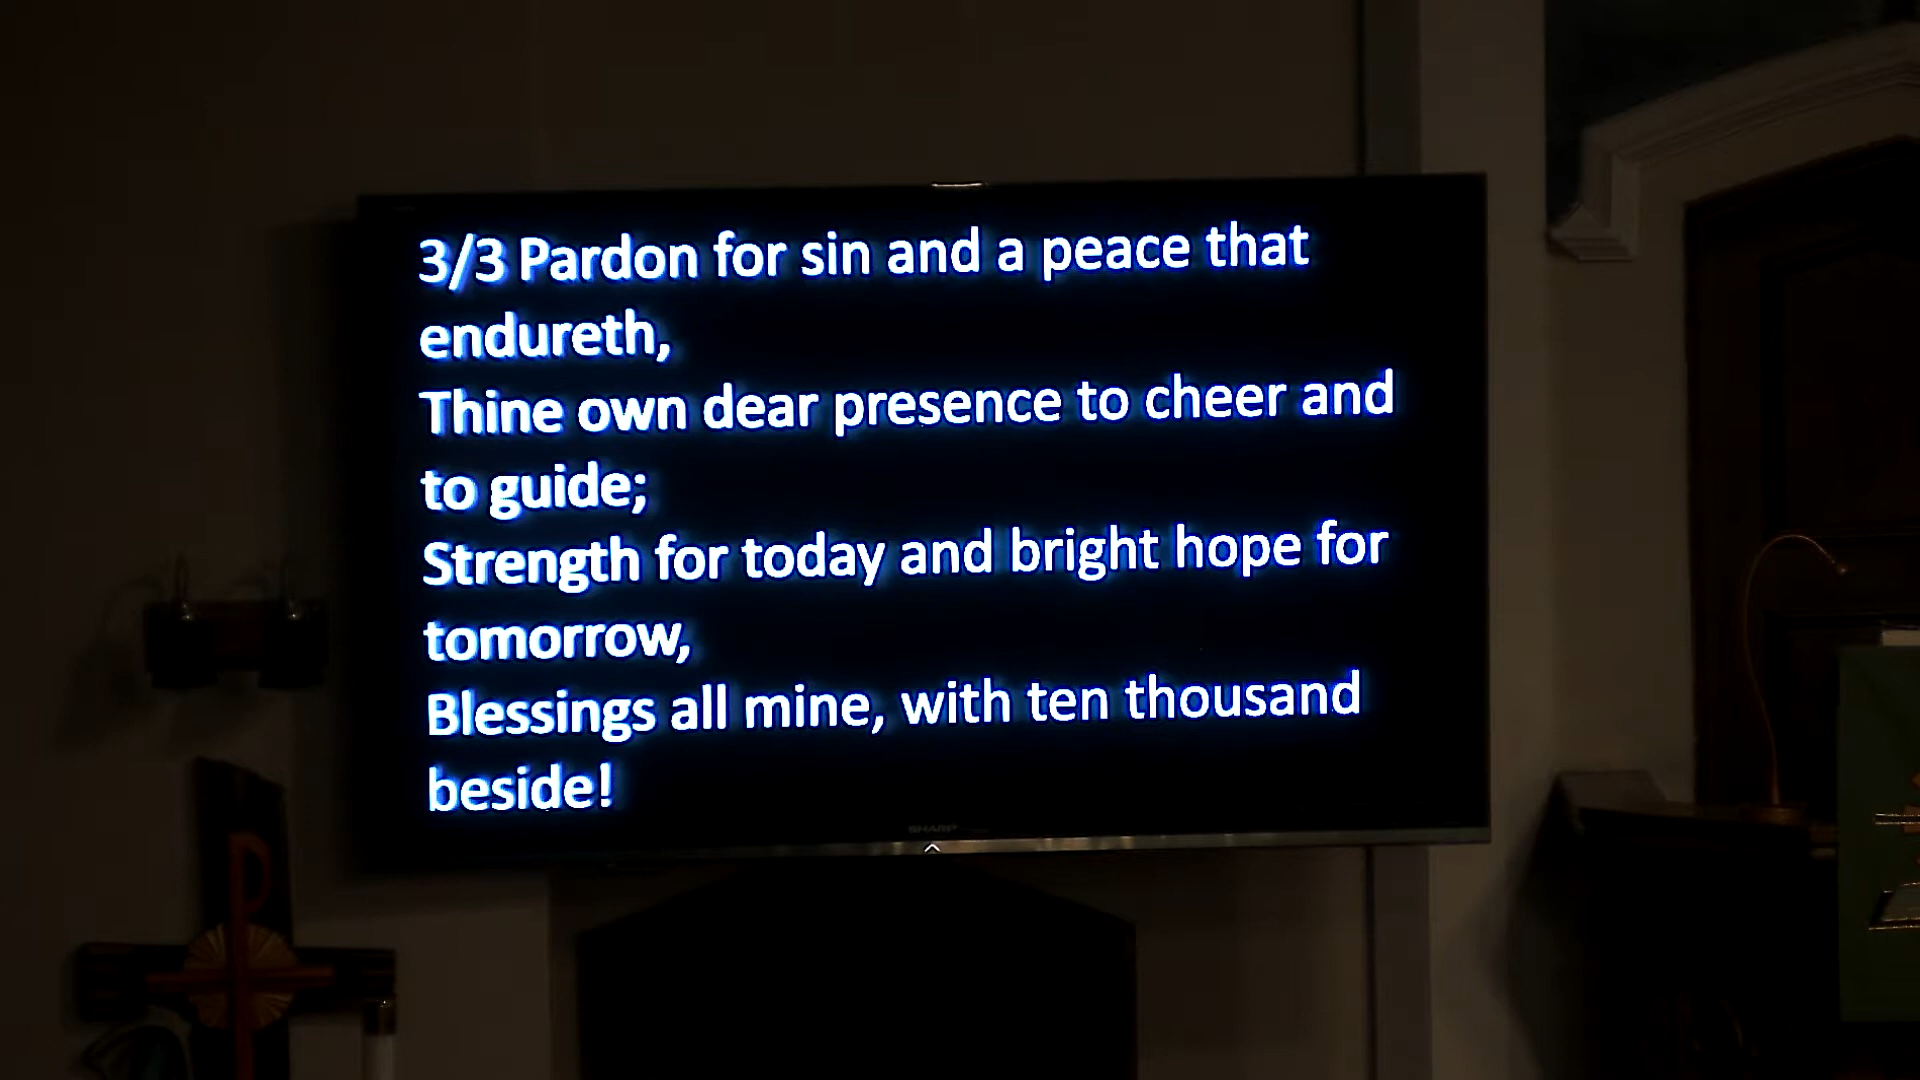 3/3 Pardon for sin and a peace that
endureth,
Thine own dear presence to cheer and
to guide;
Strength for today and bright hope for
tomorrow,
Blessings all mine, with ten thousand
beside!
SHARP